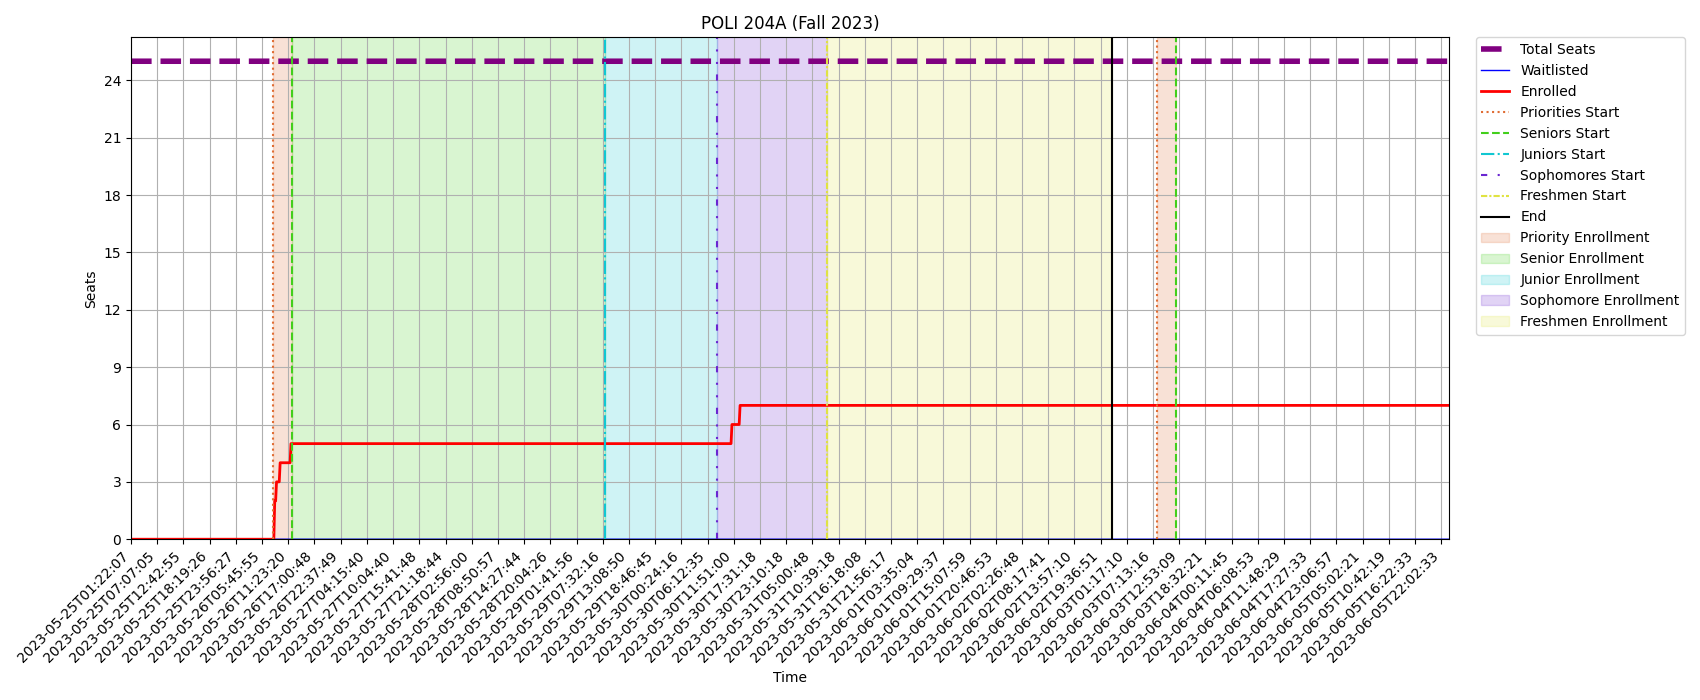 POLI 204A (Fall 2023)
Seats
24
21
18
15
12
9
6
3
0
2023-05-25T01:22:07
2023-05-25T07:07:05
2023-05-25T12:42:55
2023-05-25T18:19:26
2023-05-25T23:56:27
2023-05-26T05:45:55
2023-05-26T11:23:20
2023-05-26T17:00:48
2023-05-26T22:37:49
2023-05-27T04:15:40
2023-05-27T10:04:40
2023-05-27T15:41:48
2023-05-27T21:18:44
2023-05-28T02:56:00
2023-05-28T08:50:57
2023-05-28T14:27:44
2023-05-28T20:04:26
2023-05-29T01:41:56
2023-05-29T07:32:16
2023-05-29T13:08:50
2023-05-29T18:46:45
2023-05-30T00:24:16
2023-05-30T06:12:35
2023-05-30T11:51:00
2023-05-30T17:31:18
2023-05-30T23:10:18
2023-05-31T05:00:48
2023-05-31T10:39:18
2023-05-31T16:18:08
2023-05-31T21:56:17
2023-06-01T03:35:04
2023-06-01T09:29:37
2023-06-01T15:07:59
2023-06-01T20:46:53
2023-06-02T02:26:48
2023-06-02T08:17:41
2023-06-02T13:57:10
2023-06-02T19:36:51
2023-06-03T01:17:10
2023-06-03T07:13:16
2023-06-03T12:53:09
2023-06-03T18:32:21
2023-06-04T00:11:45
2023-06-04T06:08:53
2023-06-04T11:48:29
2023-06-04T17:27:33
2023-06-04T23:06:57
2023-06-05T05:02:21
2023-06-05T10:42:19
2023-06-05T16:22:33
2023-06-05T22:02:33
Time
Total Seats
Waitlisted
Enrolled
Priorities Start
Seniors Start
Juniors Start
Sophomores Start
Freshmen Start
End
Priority Enrollment
Senior Enrollment
Junior Enrollment
Sophomore Enrollment
Freshmen Enrollment